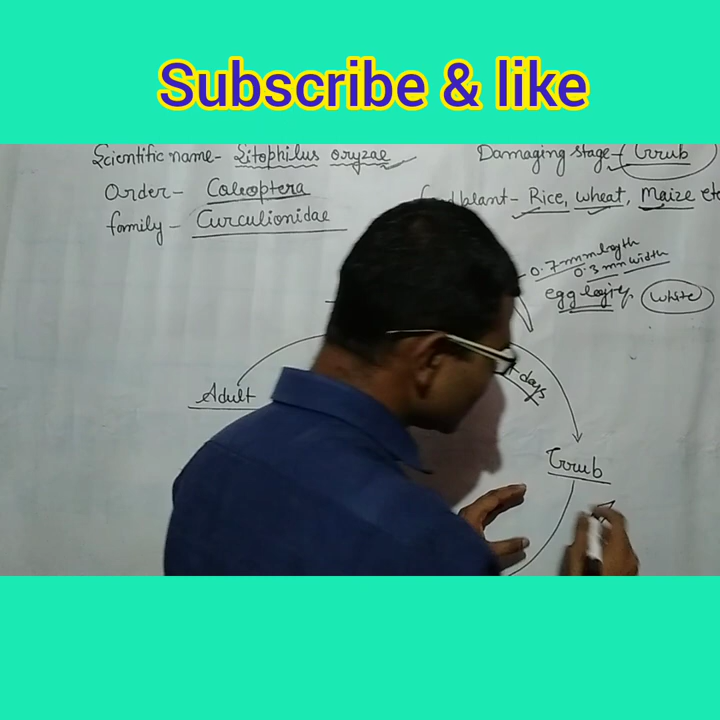 Subscribe & like
Scientific name- Sitophilus oryzae
Damaging stage- Grub
Order- Coleoptera
plant- Rice, wheat, Maize etc
family- Curculionidae
0.7 mm length
0.3 mm width
egg laying White
days
Adult
Grub